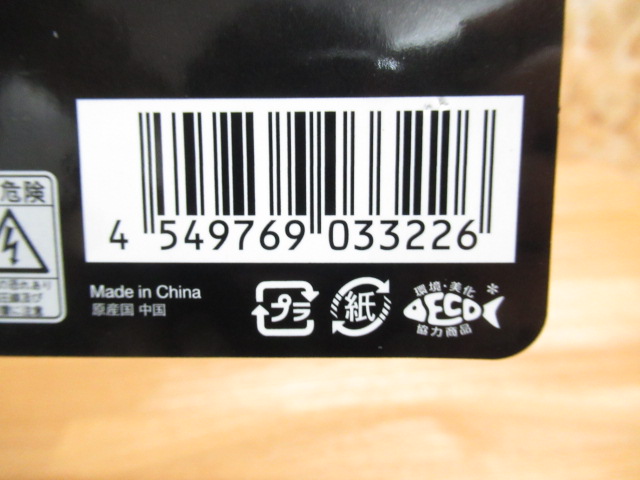 危険
4 549769 033226
Made in China
原産国 中国
プラ
紙
環境・美化
ECO
協力商品